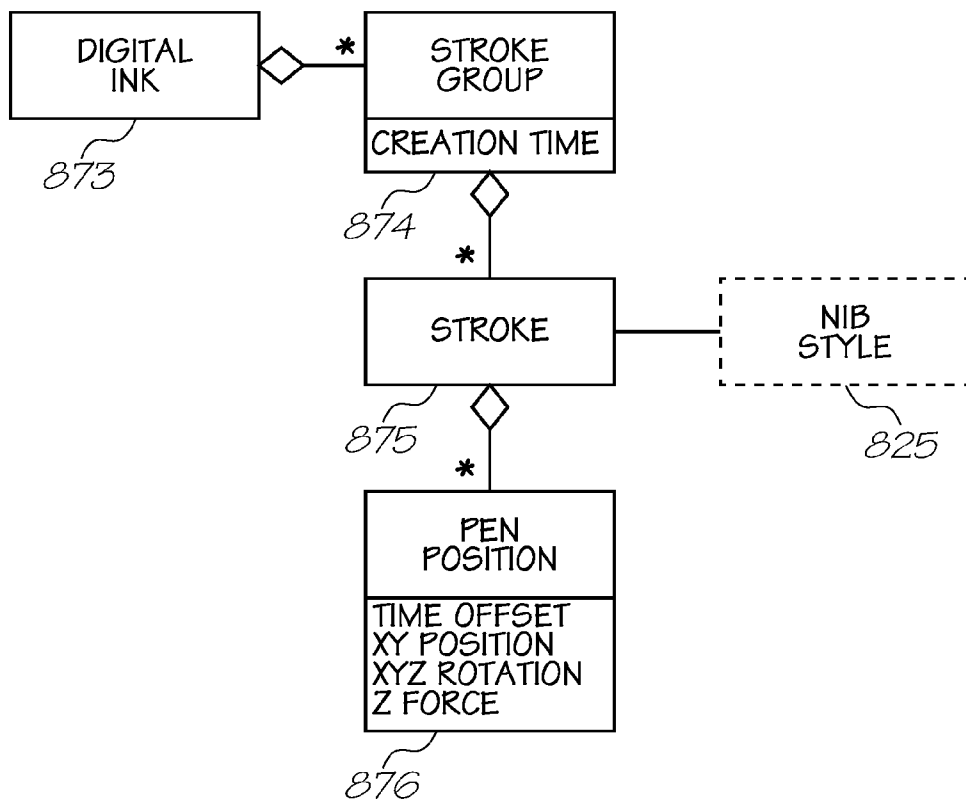 DIGITAL
INK
*
STROKE
GROUP
CREATION TIME
873
874
*
STROKE
NIB
STYLE
875
825
*
PEN
POSITION
TIME OFFSET
XY POSITION
XYZ ROTATION
Z FORCE
876